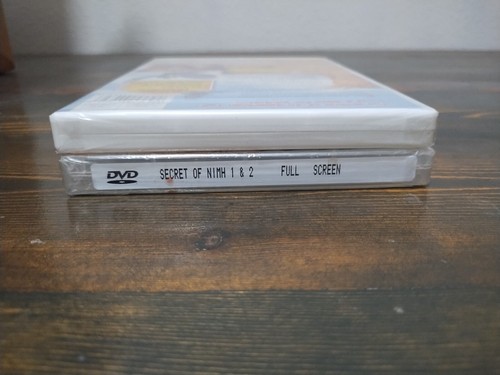 DVD SECRET OF NIMH 1 & 2 FULL SCREEN